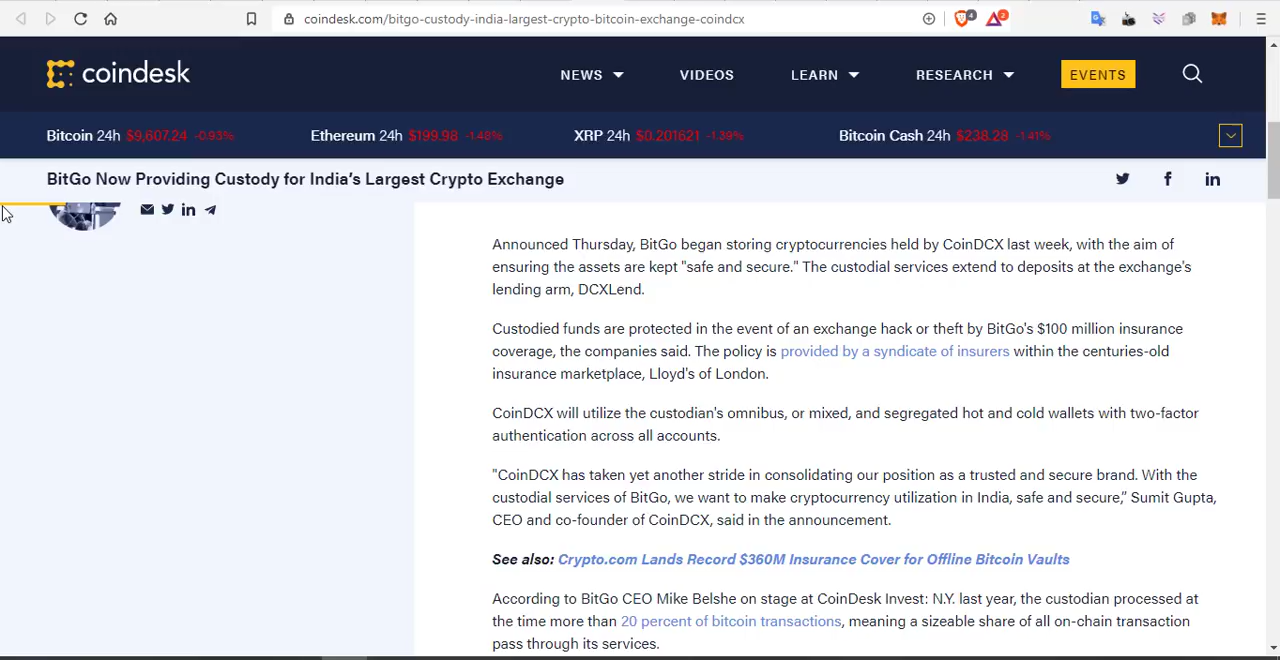 coindesk.com/bitgo-custody-india-largest-crypto-bitcoin-exchange-coindcx
4
2
coindesk
NEWS VIDEOS LEARN RESEARCH EVENTS
Bitcoin 24h $9,607.24 -0.93% Ethereum 24h $199.98 -1.48% XRP 24h $0.201621 -1.39% Bitcoin Cash 24h $238.28 -1.41%
BitGo Now Providing Custody for India's Largest Crypto Exchange
Announced Thursday, BitGo began storing cryptocurrencies held by CoinDCX last week, with the aim of
ensuring the assets are kept "safe and secure." The custodial services extend to deposits at the exchange's
lending arm, DCXLend.
Custodied funds are protected in the event of an exchange hack or theft by BitGo's $100 million insurance
coverage, the companies said. The policy is provided by a syndicate of insurers within the centuries-old
insurance marketplace, Lloyd's of London.
CoinDCX will utilize the custodian's omnibus, or mixed, and segregated hot and cold wallets with two-factor
authentication across all accounts.
"CoinDCX has taken yet another stride in consolidating our position as a trusted and secure brand. With the
custodial services of BitGo, we want to make cryptocurrency utilization in India, safe and secure,” Sumit Gupta,
CEO and co-founder of CoinDCX, said in the announcement.
See also: Crypto.com Lands Record $360M Insurance Cover for Offline Bitcoin Vaults
According to BitGo CEO Mike Belshe on stage at CoinDesk Invest: N.Y. last year, the custodian processed at
the time more than 20 percent of bitcoin transactions, meaning a sizeable share of all on-chain transaction
pass through its services.